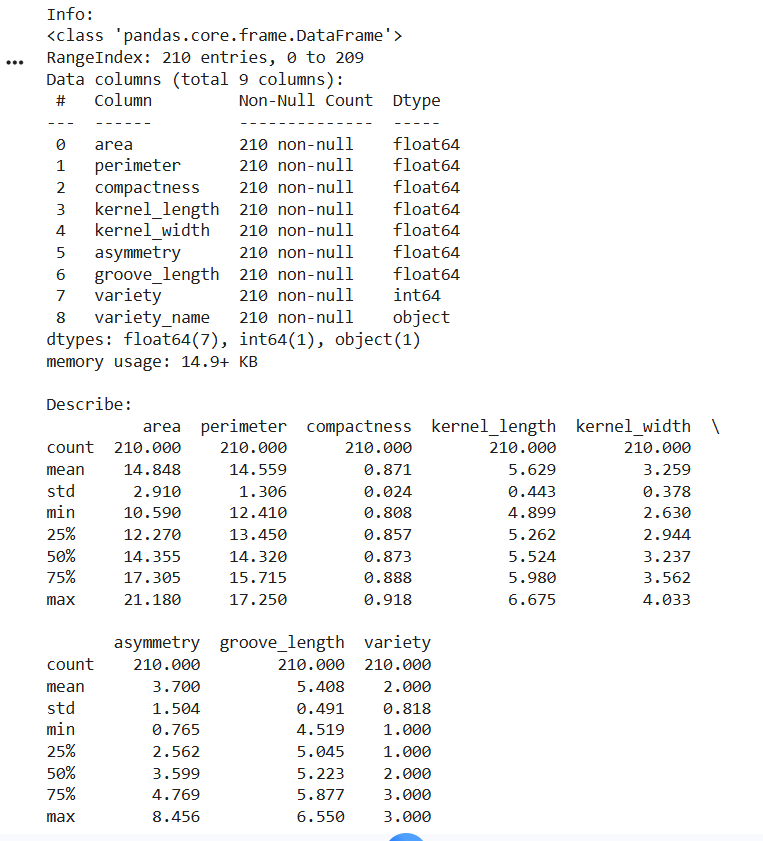 Info:
<class 'pandas.core.frame.DataFrame'>
RangeIndex: 210 entries, 0 to 209
Data columns (total 9 columns):
 #   Column         Non-Null Count  Dtype
---  ------         --------------  -----
 0   area           210 non-null    float64
 1   perimeter      210 non-null    float64
 2   compactness    210 non-null    float64
 3   kernel_length  210 non-null    float64
 4   kernel_width   210 non-null    float64
 5   asymmetry      210 non-null    float64
 6   groove_length  210 non-null    float64
 7   variety        210 non-null    int64
 8   variety_name   210 non-null    object
dtypes: float64(7), int64(1), object(1)
memory usage: 14.9+ KB

Describe:
          area  perimeter  compactness  kernel_length  kernel_width  \
count  210.000    210.000      210.000        210.000       210.000
mean    14.848     14.559        0.871          5.629         3.259
std      2.910      1.306        0.024          0.443         0.378
min     10.590     12.410        0.808          4.899         2.630
25%     12.270     13.450        0.857          5.262         2.944
50%     14.355     14.320        0.873          5.524         3.237
75%     17.305     15.715        0.888          5.980         3.562
max     21.180     17.250        0.918          6.675         4.033

       asymmetry  groove_length  variety
count    210.000        210.000  210.000
mean       3.700          5.408    2.000
std        1.504          0.491    0.818
min        0.765          4.519    1.000
25%        2.562          5.045    1.000
50%        3.599          5.223    2.000
75%        4.769          5.877    3.000
max        8.456          6.550    3.000